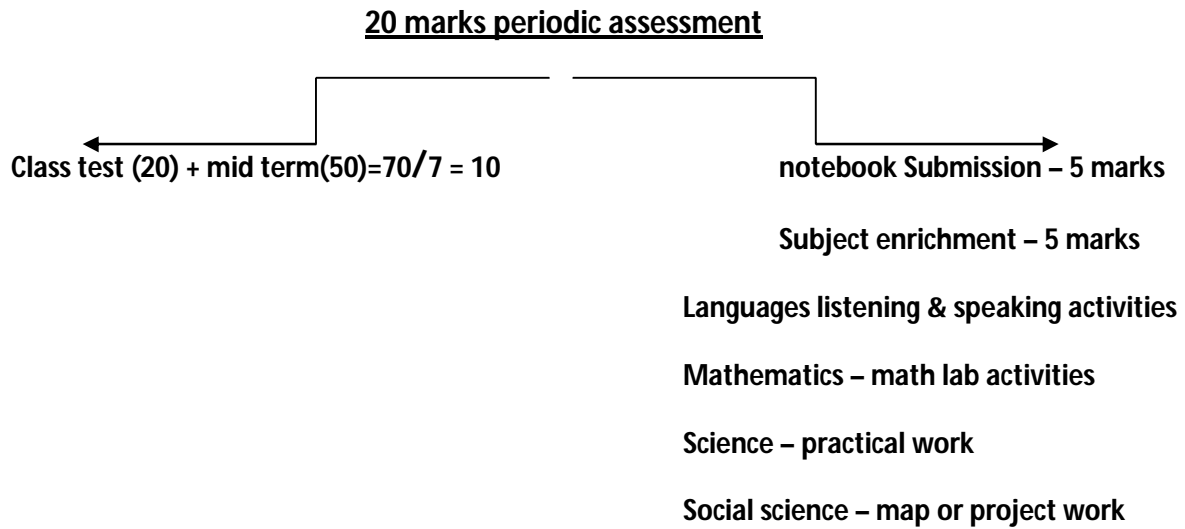 20 marks periodic assessment
Class test (20) + mid term(50)=70/7 = 10
notebook Submission – 5 marks
Subject enrichment – 5 marks
Languages listening & speaking activities
Mathematics – math lab activities
Science – practical work
Social science – map or project work